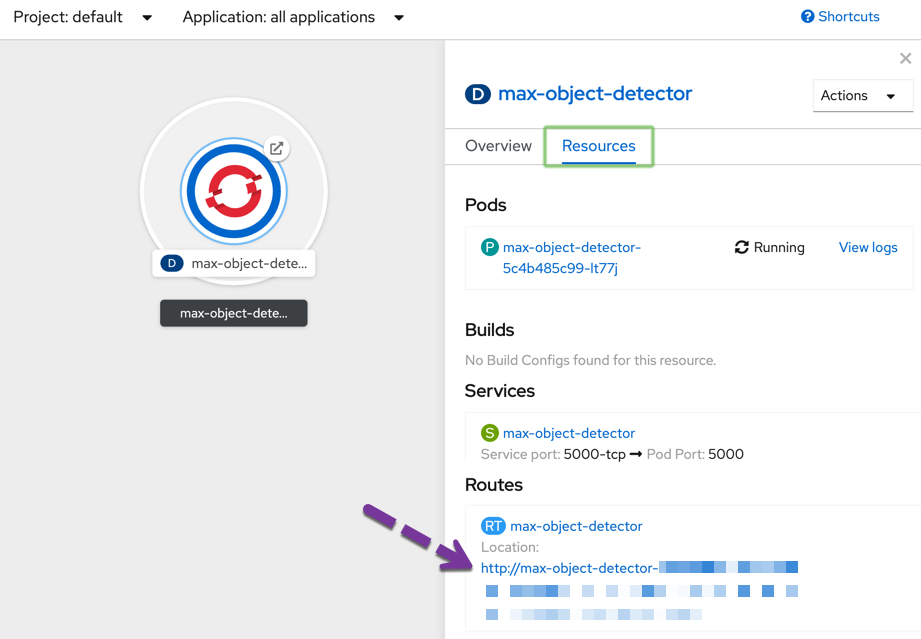 Project: default
Application: all applications
Shortcuts
D max-object-detector
Actions
Overview
Resources
Pods
P max-object-detector-
5c4b485c99-lt77j
Running
View logs
D max-object-dete...
max-object-dete...
Builds
No Build Configs found for this resource.
Services
S max-object-detector
Service port: 5000-tcp ➞ Pod Port: 5000
Routes
RT max-object-detector
Location:
http://max-object-detector-